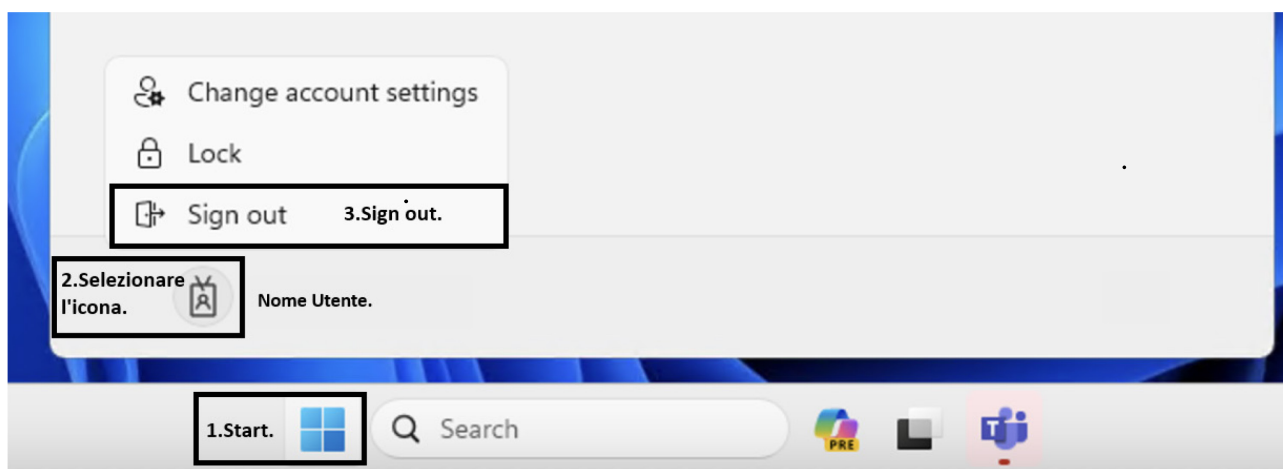 Change account settings
Lock
Sign out 3.Sign out.
2.Selezionare
l'icona.
Nome Utente.
1.Start.
Search
PRE
T